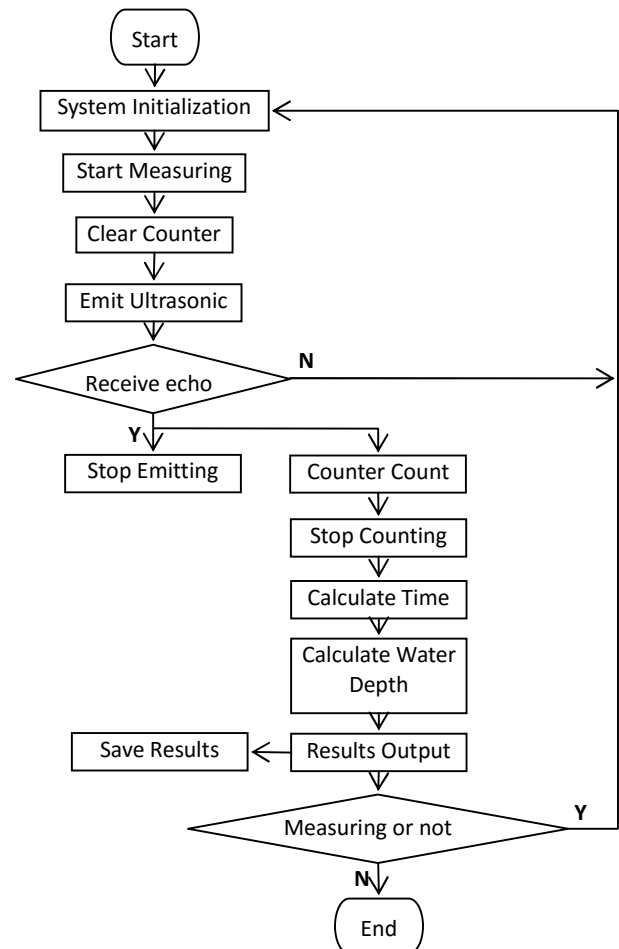 Start
System Initialization
Start Measuring
Clear Counter
Emit Ultrasonic
N
Receive echo
Y
Stop Emitting
Counter Count
Stop Counting
Calculate Time
Calculate Water
Depth
Save Results
Results Output
Y
Measuring or not
N
End